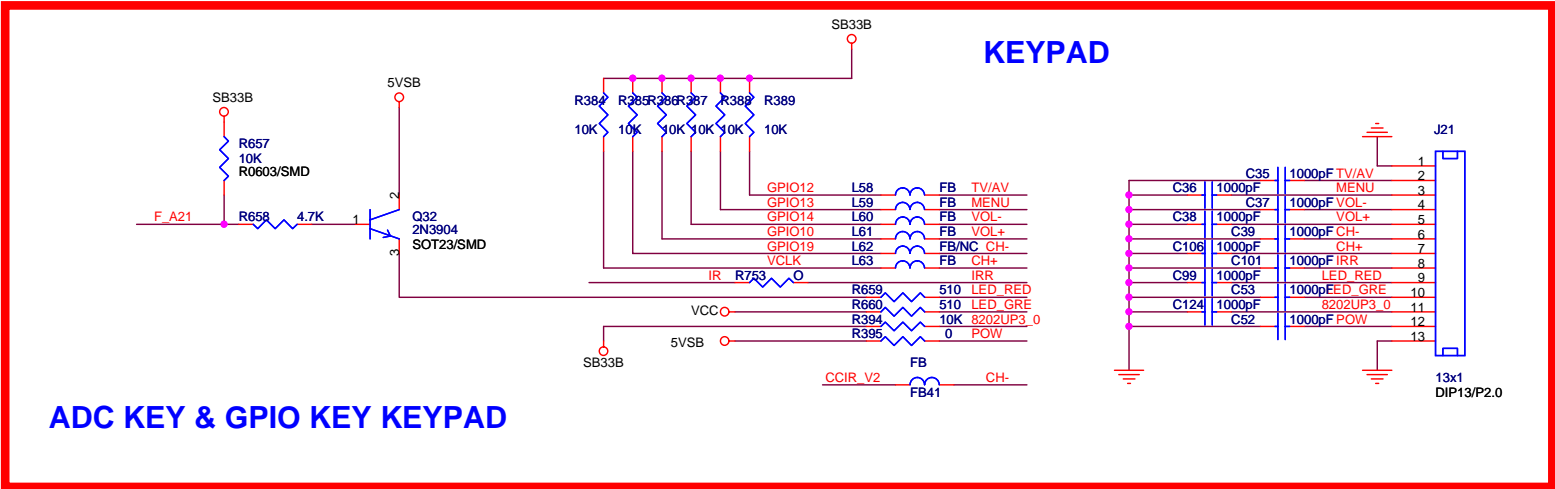 SB33B
KEYPAD
5VSB
SB33B
R384 R385 R386 R387 R388 R389
10K 10K 10K 10K 10K 10K
R657
10K
R0603/SMD
J21
F_A21 R658 4.7K
1 2 3
Q32
2N3904
SOT23/SMD
GPIO12 L58 FB TV/AV
GPIO13 L59 FB MENU
GPIO14 L60 FB VOL-
GPIO10 L61 FB VOL+
GPIO19 L62 FB/NC CH-
VCLK L63 FB CH+
IR R753 O IRR
R659 510 LED_RED
VCC R660 510 LED_GRE
R394 10K 8202UP3_0
5VSB R395 0 POW
SB33B
FB
CCIR_V2 CH-
FB41
1
C35 1000pF TV/AV 2
C36 1000pF MENU 3
C37 1000pF VOL- 4
C38 1000pF VOL+ 5
C39 1000pF CH- 6
C106 1000pF CH+ 7
C101 1000pF IRR 8
C99 1000pF LED_RED 9
C53 1000pF LED_GRE 10
C124 1000pF 8202UP3_0 11
C52 1000pF POW 12
13
13x1
DIP13/P2.0
ADC KEY & GPIO KEY KEYPAD